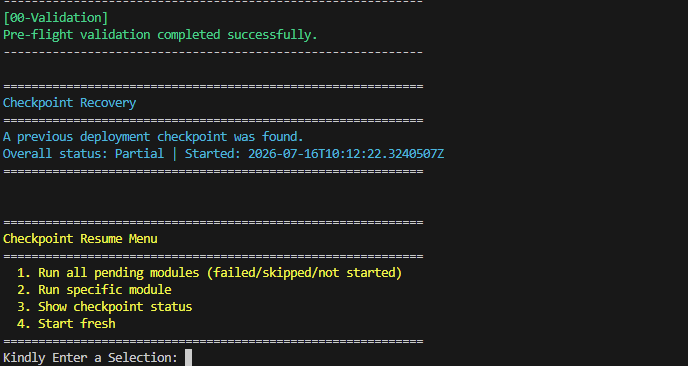 ------------------------------------------------------------
[00-Validation]
Pre-flight validation completed successfully.
------------------------------------------------------------
============================================================
Checkpoint Recovery
============================================================
A previous deployment checkpoint was found.
Overall status: Partial | Started: 2026-07-16T10:12:22.3240507Z
============================================================
============================================================
Checkpoint Resume Menu
============================================================
1. Run all pending modules (failed/skipped/not started)
2. Run specific module
3. Show checkpoint status
4. Start fresh
============================================================
Kindly Enter a Selection: